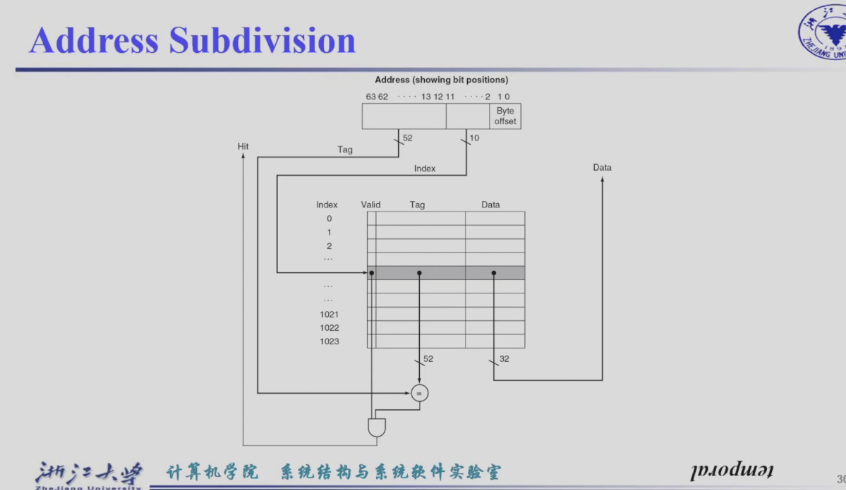 Address Subdivision
Address (showing bit positions)
63 62 · · · · 13 12 11 · · · · 2 1 0
Byte
offset
52
10
Hit
Tag
Index
Data
Index Valid Tag Data
0
1
2
...
...
...
1021
1022
1023
52
32
=
浙江大学 计算机学院 系统结构与系统软件实验室
ZheJiang University
temporal
30